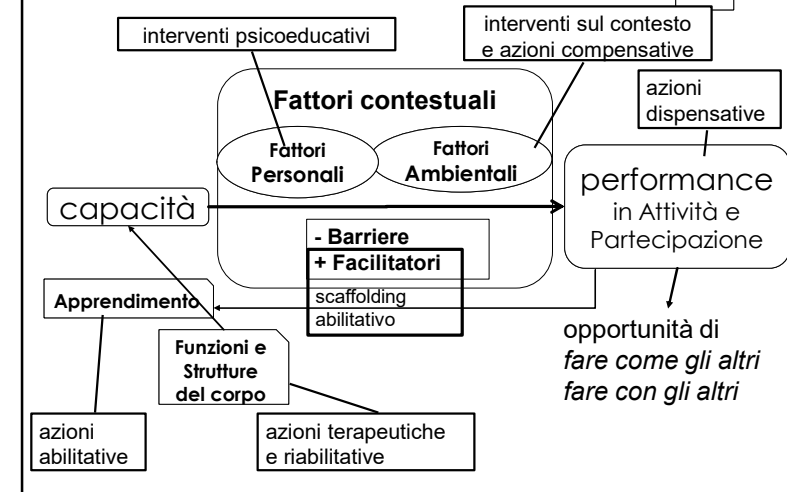 interventi psicoeducativi
interventi sul contesto
e azioni compensative
azioni
dispensative
Fattori contestuali
Fattori
Personali
Fattori
Ambientali
capacità
performance
in Attività e
Partecipazione
- Barriere
+ Facilitatori
scaffolding
abilitativo
Apprendimento
Funzioni e
Strutture
del corpo
opportunità di
fare come gli altri
fare con gli altri
azioni
abilitative
azioni terapeutiche
e riabilitative